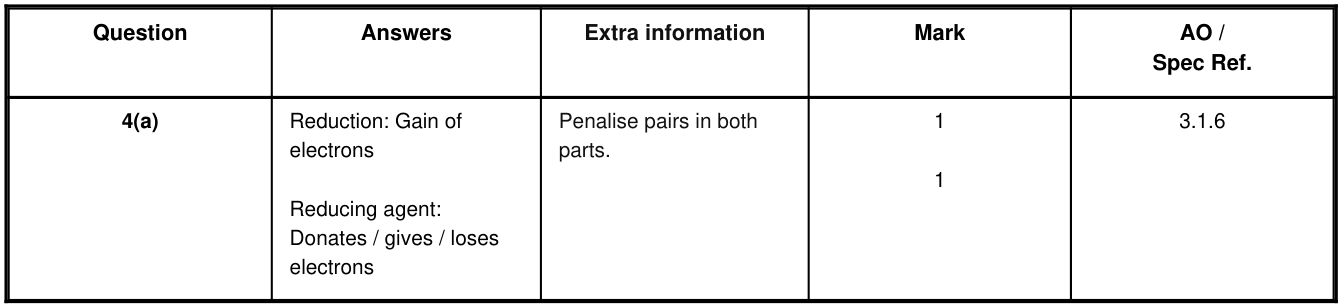 Question Answers Extra information Mark AO /
Spec Ref.
4(a) Reduction: Gain of Penalise pairs in both 1 3.1.6
electrons parts.
1
Reducing agent:
Donates / gives / loses
electrons